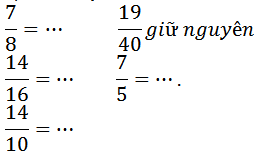 7/8 = ⋯ 19/40 giữ nguyên
14/16 = ⋯ 7/5 = ⋯ .
14/10 = ⋯